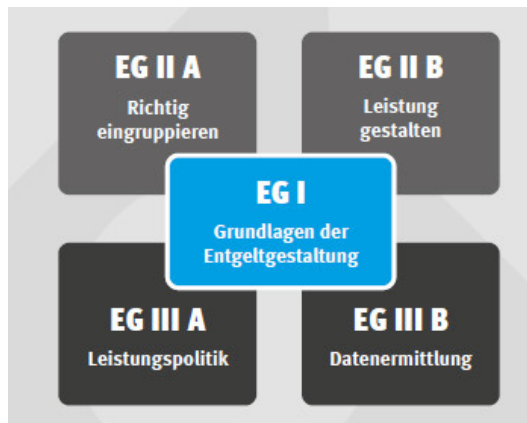 EG II A
Richtig
eingruppieren
EG II B
Leistung
gestalten
EG I
Grundlagen der
Entgeltgestaltung
EG III A
Leistungspolitik
EG III B
Datenermittlung